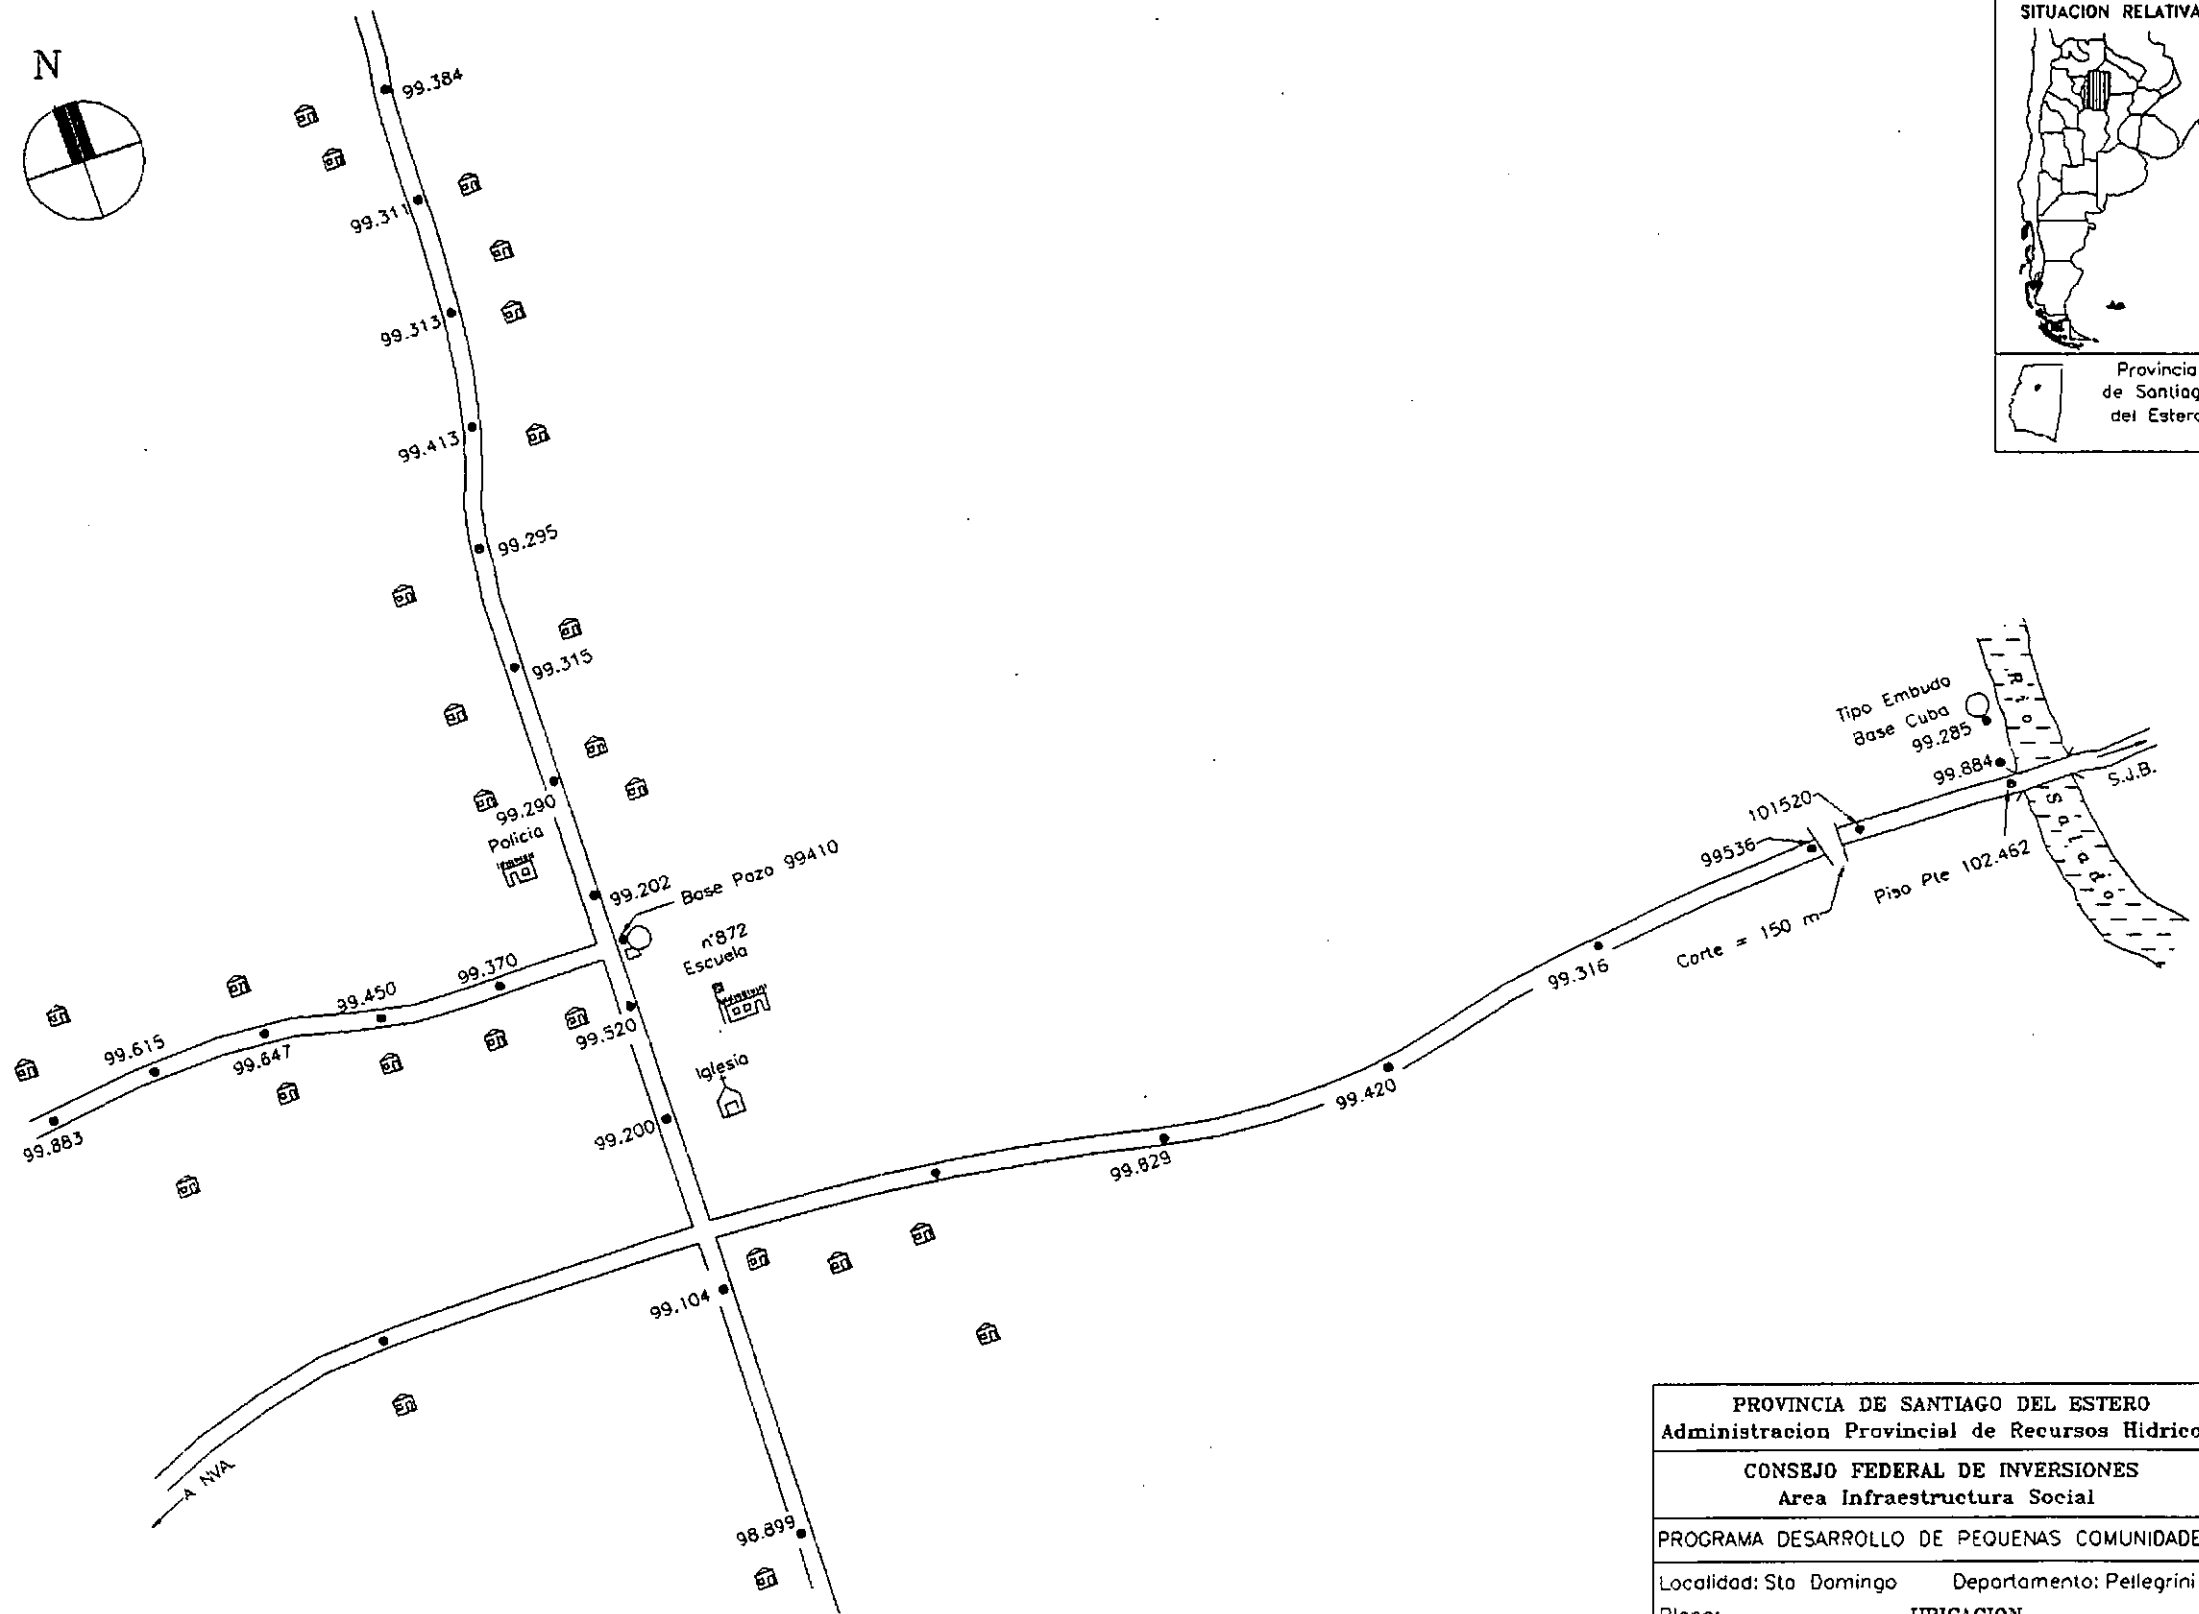 SITUACION RELATIVA
N
99.384
99.311
99.313
99.413
99.295
99.315
99.290
Policia
99.202
Base Pozo 99410
n°872
Escuela
99.370
99.450
99.520
99.615
99.647
Iglesia
99.883
99.200
99.104
98.899
A NVA.
99.829
99.420
99.316
Corte = 150 m
99536
101520
Piso Pte 102.462
99.884
Tipo Embudo
Base Cuba
99.285
Rio
Salado
S.J.B.
Provincia
de Santiag
del Estero
PROVINCIA DE SANTIAGO DEL ESTERO
Administracion Provincial de Recursos Hidrico
CONSEJO FEDERAL DE INVERSIONES
Area Infraestructura Social
PROGRAMA DESARROLLO DE PEQUENAS COMUNIDADE
Localidad: Sto Domingo Departamento: Pellegrini
Plano: UBICACION